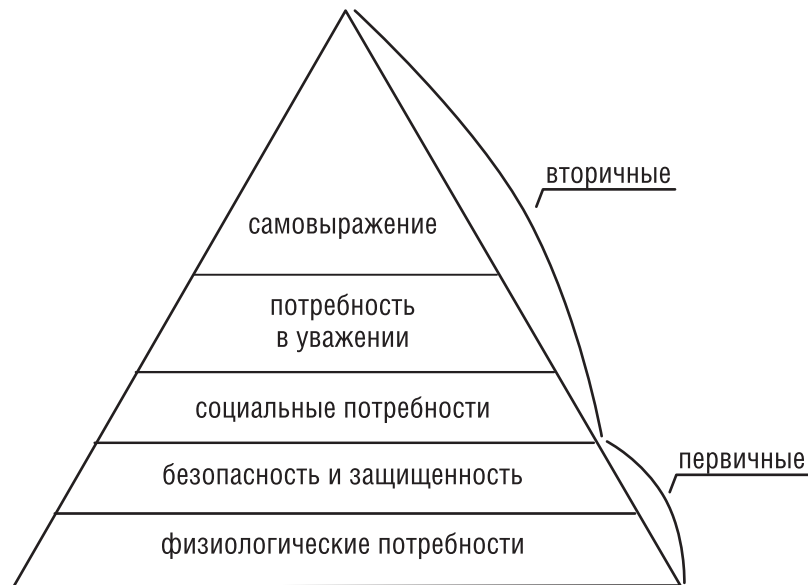 вторичные
самовыражение
потребность
в уважении
социальные потребности
первичные
безопасность и защищенность
физиологические потребности